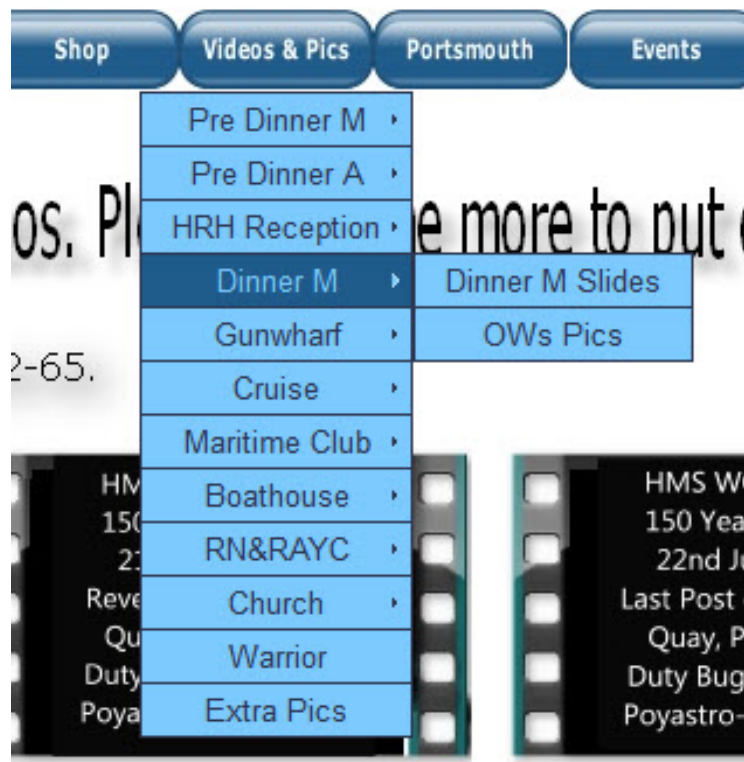 Shop Videos & Pics Portsmouth Events
Pre Dinner M
Pre Dinner A
HRH Reception
os. e more to put
Dinner M
Dinner M Slides
Gunwharf
OWs Pics
2-65.
Cruise
Maritime Club
Boathouse
RN&RAYC
Church
Warrior
Extra Pics
HM
150
Reve
Qu
Duty
Poya
HMS W
150 Yea
22nd Ju
Last Post
Quay, P
Duty Bug
Poyastro-